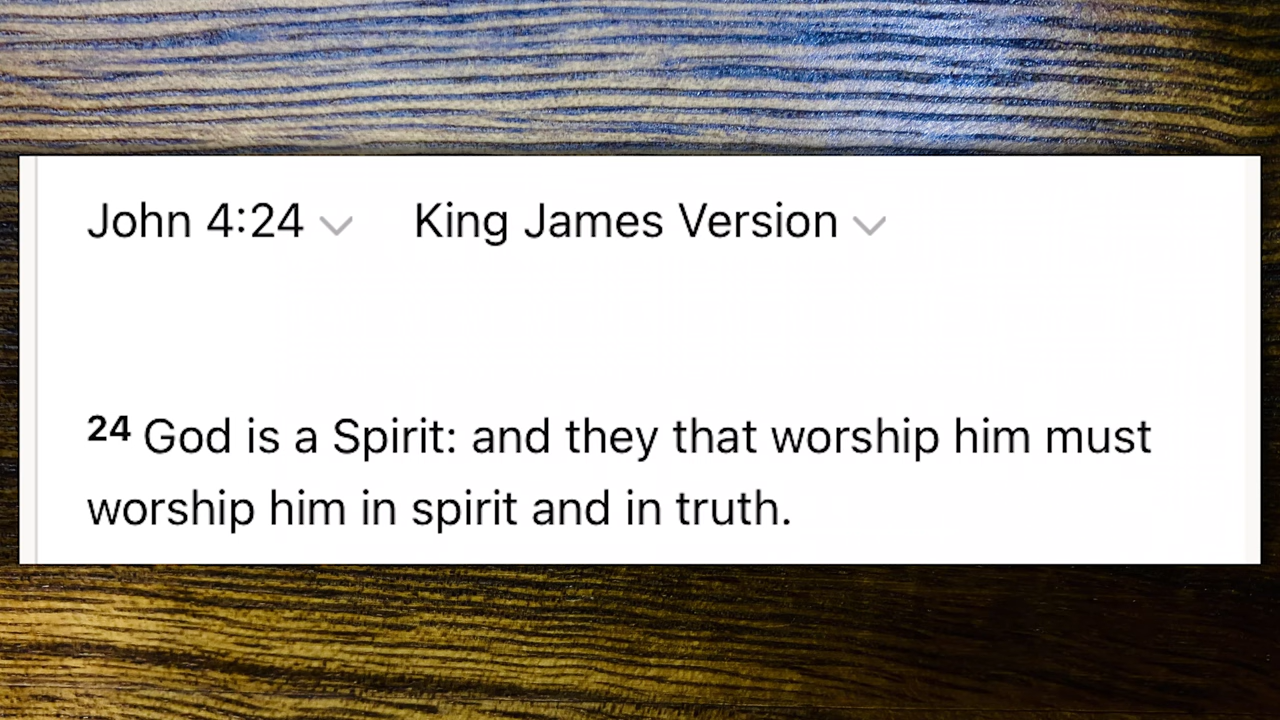 John 4:24 King James Version
24 God is a Spirit: and they that worship him must
worship him in spirit and in truth.